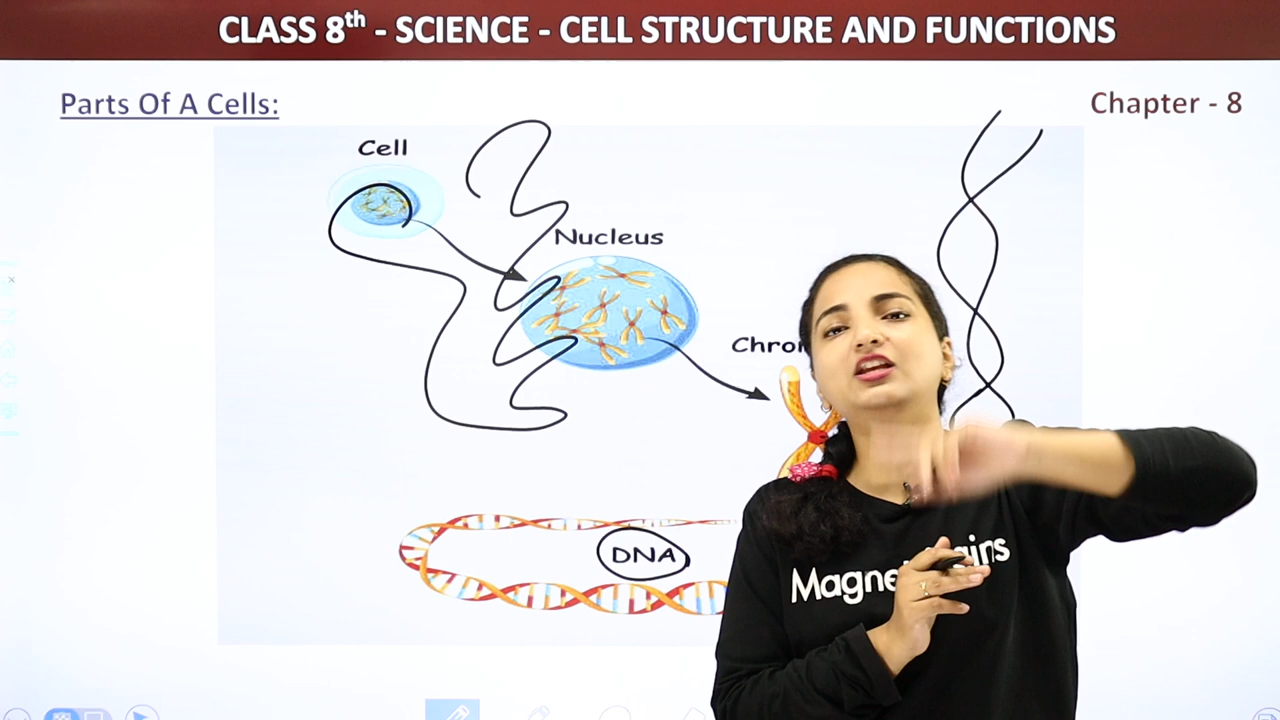 CLASS 8th - SCIENCE - CELL STRUCTURE AND FUNCTIONS
Parts Of A Cells:
Chapter - 8
Cell
Nucleus
DNA